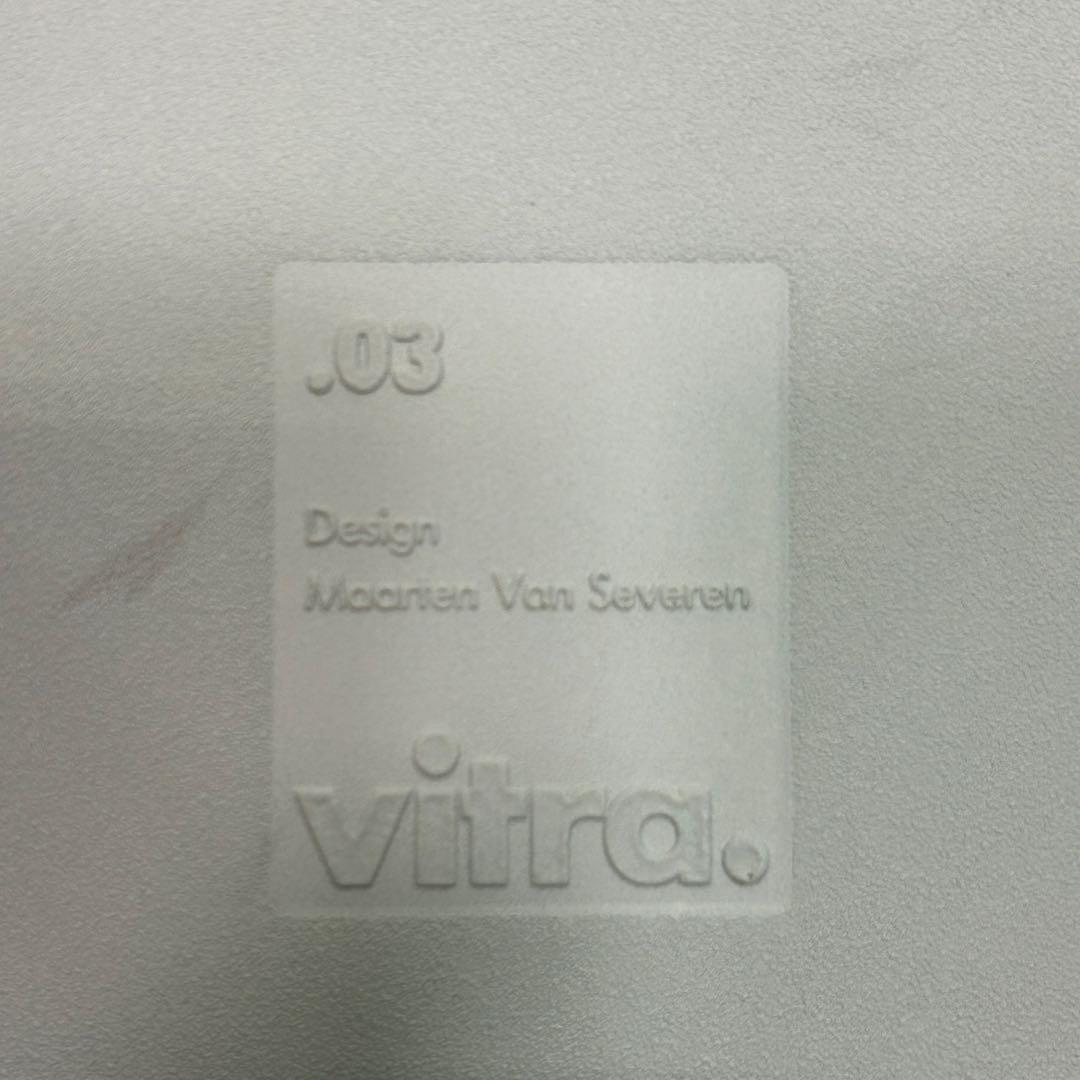 .03
Design
Maarten Van Severen
vitra.